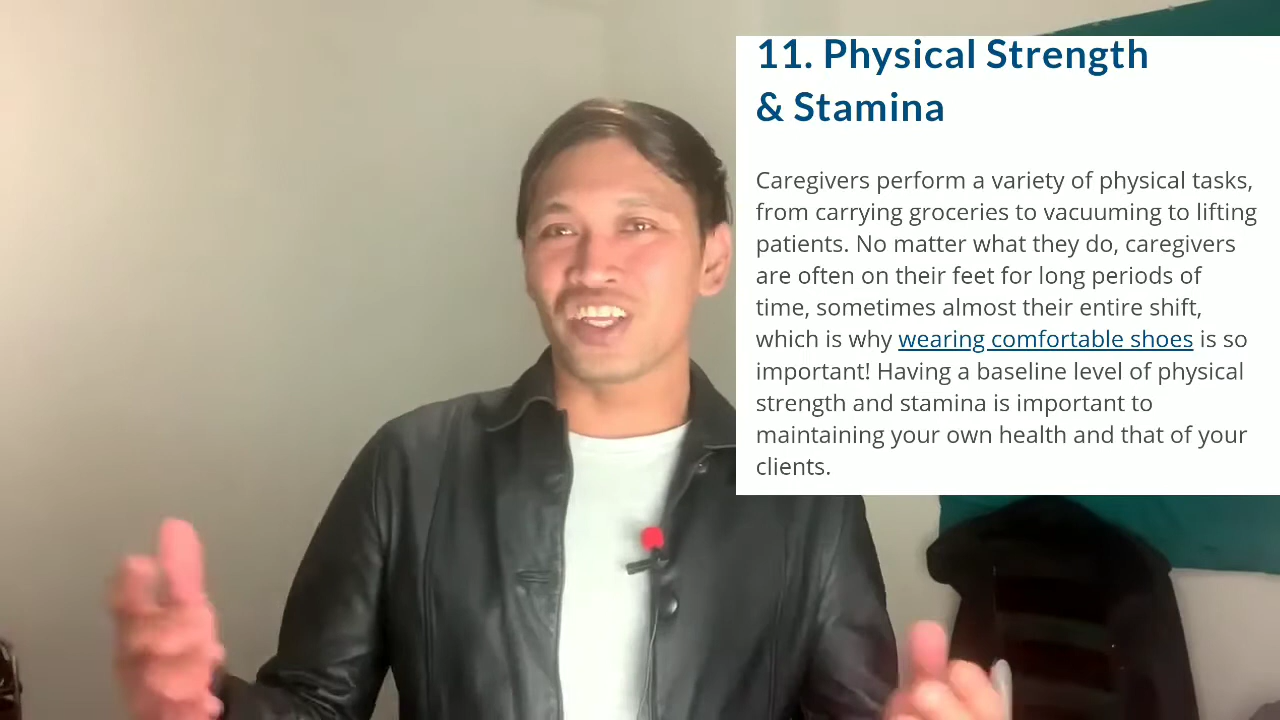 11. Physical Strength
& Stamina
Caregivers perform a variety of physical tasks,
from carrying groceries to vacuuming to lifting
patients. No matter what they do, caregivers
are often on their feet for long periods of
time, sometimes almost their entire shift,
which is why wearing comfortable shoes is so
important! Having a baseline level of physical
strength and stamina is important to
maintaining your own health and that of your
clients.